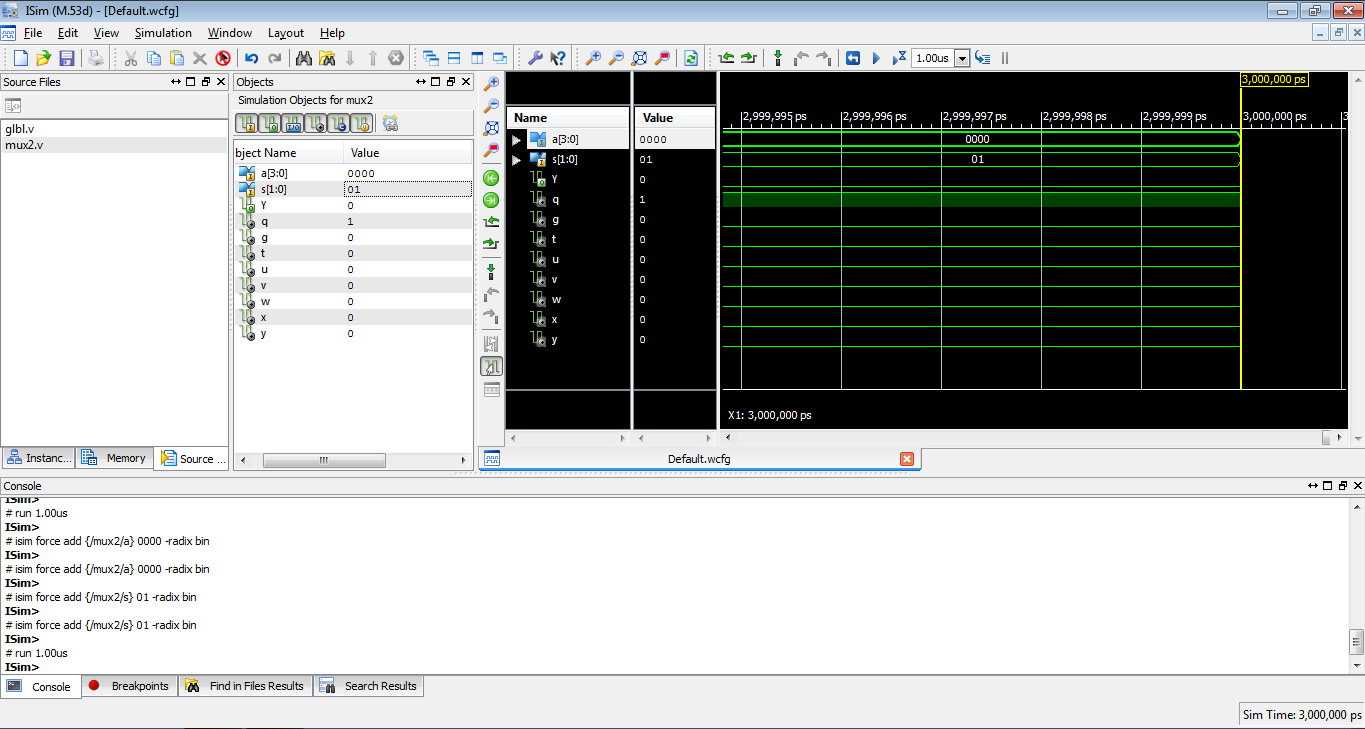 ISim (M.53d) - [Default.wcfg]
File Edit View Simulation Window Layout Help
1.00us
Source Files
glbl.v
mux2.v
Instanc... Memory Source ...
Objects
Simulation Objects for mux2
bject Name Value
a[3:0] 0000
s[1:0] 01
Y 0
q 1
g 0
t 0
u 0
v 0
w 0
x 0
y 0
Name Value
a[3:0] 0000
s[1:0] 01
Y 0
q 1
g 0
t 0
u 0
v 0
w 0
x 0
y 0
3,000,000 ps
2,999,995 ps 2,999,996 ps 2,999,997 ps 2,999,998 ps 2,999,999 ps 3,000,000 ps 3
0000
01
X1: 3,000,000 ps
Default.wcfg
Console
ISim>
# run 1.00us
ISim>
# isim force add {/mux2/a} 0000 -radix bin
ISim>
# isim force add {/mux2/a} 0000 -radix bin
ISim>
# isim force add {/mux2/s} 01 -radix bin
ISim>
# isim force add {/mux2/s} 01 -radix bin
ISim>
# run 1.00us
ISim>
Console Breakpoints Find in Files Results Search Results
Sim Time: 3,000,000 ps